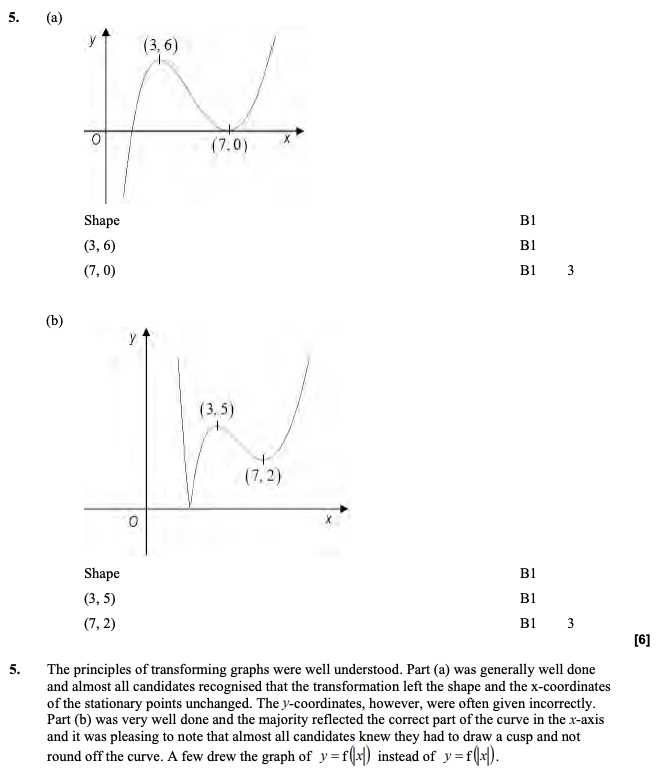 5. (a)
y
(3, 6)
O
(7, 0)
x
Shape B1
(3, 6) B1
(7, 0) B1 3
(b)
y
(3, 5)
(7, 2)
O
x
Shape B1
(3, 5) B1
(7, 2) B1 3
[6]
5. The principles of transforming graphs were well understood. Part (a) was generally well done
and almost all candidates recognised that the transformation left the shape and the x-coordinates
of the stationary points unchanged. The y-coordinates, however, were often given incorrectly.
Part (b) was very well done and the majority reflected the correct part of the curve in the x-axis
and it was pleasing to note that almost all candidates knew they had to draw a cusp and not
round off the curve. A few drew the graph of y = f(|x|) instead of y = f(|x|).